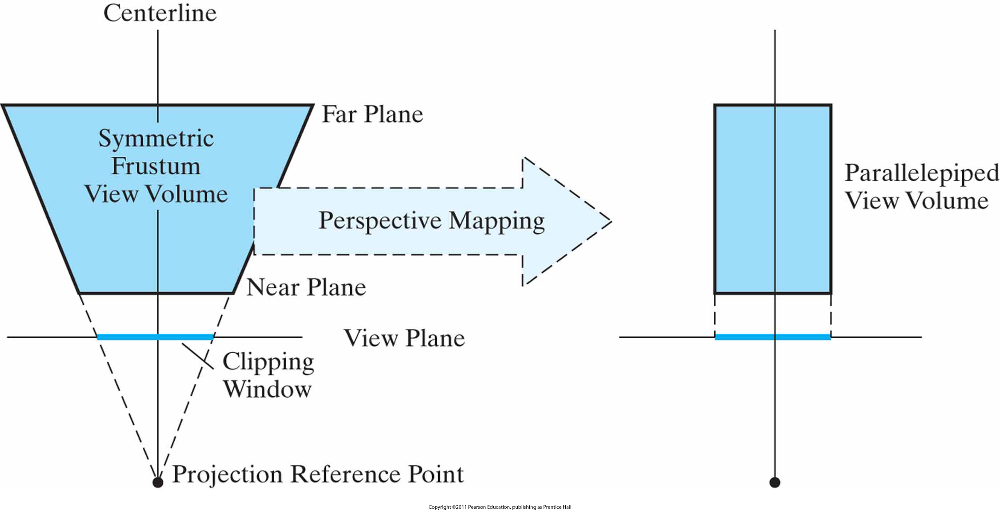 Centerline
Far Plane
Symmetric
Frustum
View Volume
Perspective Mapping
Parallelepiped
View Volume
Near Plane
View Plane
Clipping
Window
Projection Reference Point
Copyright ©2011 Pearson Education, publishing as Prentice Hall